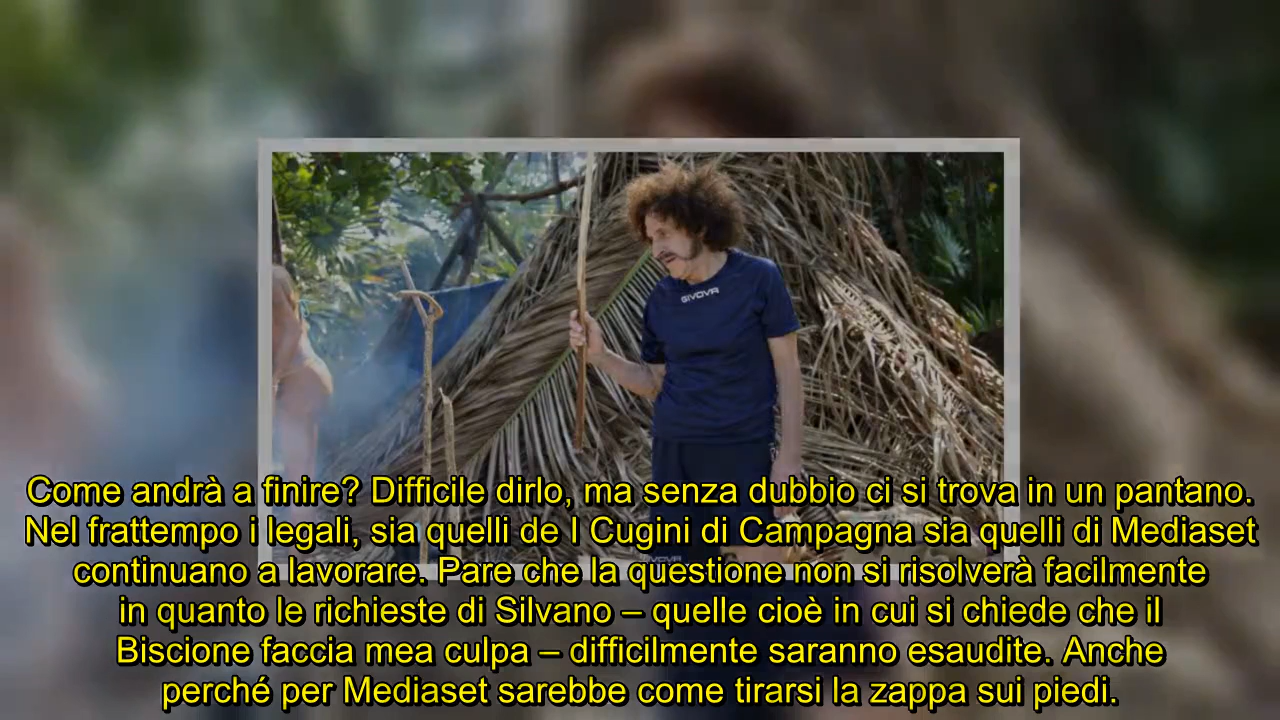 GIVOVA
Come andrà a finire? Difficile dirlo, ma senza dubbio ci si trova in un pantano.
Nel frattempo i legali, sia quelli de I Cugini di Campagna sia quelli di Mediaset
GIVOVA
continuano a lavorare. Pare che la questione non si risolverà facilmente
in quanto le richieste di Silvano – quelle cioè in cui si chiede che il
Biscione faccia mea culpa – difficilmente saranno esaudite. Anche
perché per Mediaset sarebbe come tirarsi la zappa sui piedi.